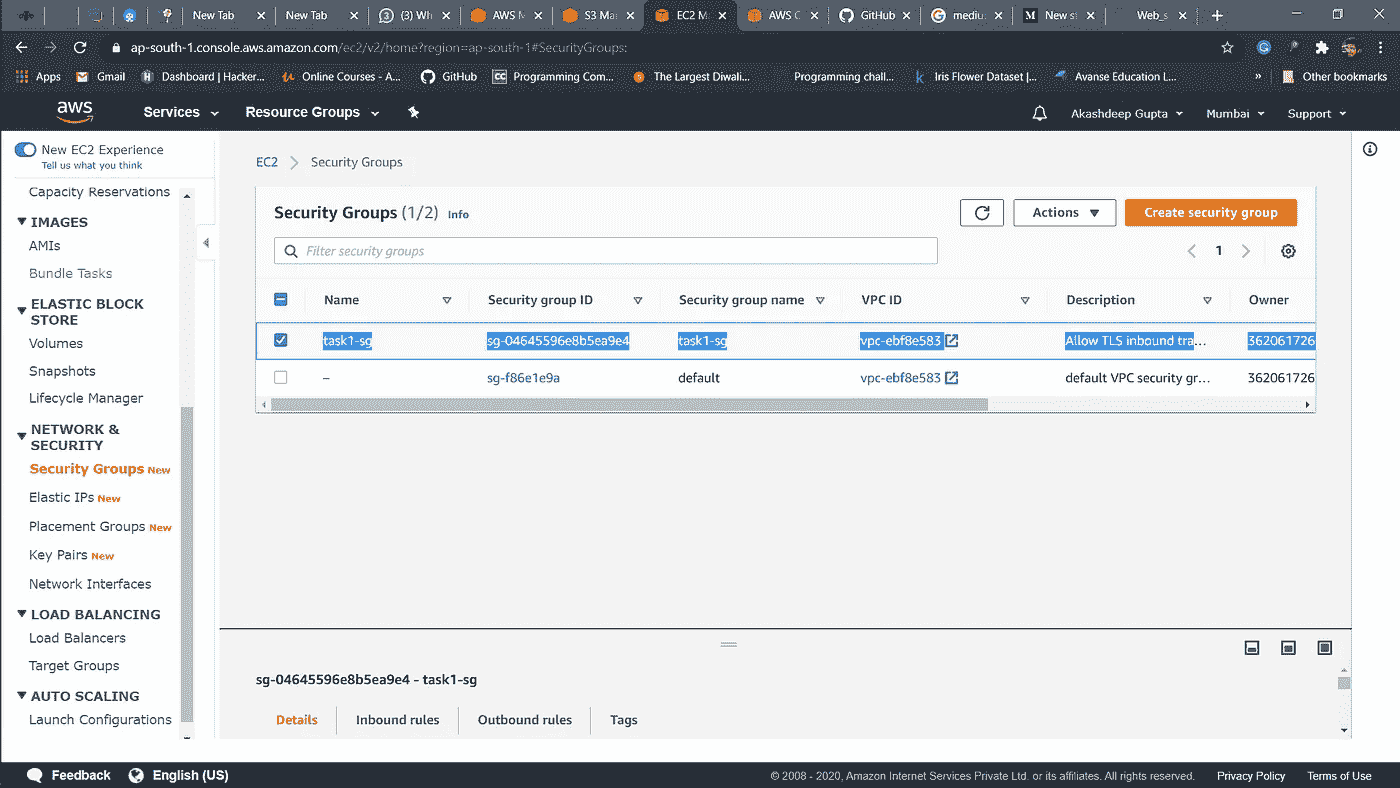 New Tab
New Tab
(3) Wh
AWS M
S3 Ma
EC2 M
AWS C
GitHub
mediu
New s
Web_s
ap-south-1.console.aws.amazon.com/ec2/v2/home?region=ap-south-1#SecurityGroups:
Apps Gmail Dashboard | Hacker... Online Courses - A... GitHub Programming Com... The Largest Diwali... Programming chall... Iris Flower Dataset |... Avanse Education L... » Other bookmarks
aws Services Resource Groups Akashdeep Gupta Mumbai Support
New EC2 Experience
Tell us what you think
Capacity Reservations
IMAGES
AMIs
Bundle Tasks
ELASTIC BLOCK
STORE
Volumes
Snapshots
Lifecycle Manager
NETWORK &
SECURITY
Security Groups New
Elastic IPs New
Placement Groups New
Key Pairs New
Network Interfaces
LOAD BALANCING
Load Balancers
Target Groups
AUTO SCALING
Launch Configurations
EC2 Security Groups
Security Groups (1/2) Info
Actions
Create security group
Filter security groups
1
Name Security group ID Security group name VPC ID Description Owner
task1-sg sg-04645596e8b5ea9e4 task1-sg vpc-ebf8e583 Allow TLS inbound tra...362061726
– sg-f86e1e9a default vpc-ebf8e583 default VPC security gr... 362061726
sg-04645596e8b5ea9e4 - task1-sg
Details Inbound rules Outbound rules Tags
Feedback English (US) © 2008 - 2020, Amazon Internet Services Private Ltd. or its affiliates. All rights reserved. Privacy Policy Terms of Use